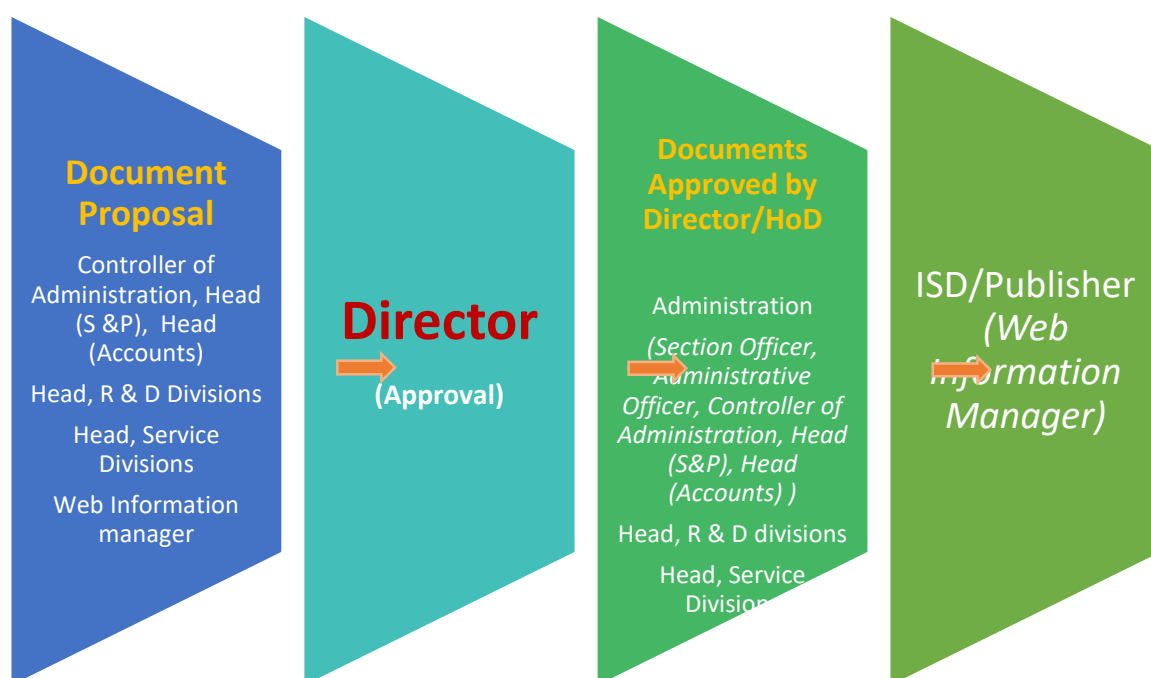 Document
Proposal
Controller of
Administration, Head
(S &P), Head
(Accounts)
Head, R & D Divisions
Head, Service
Divisions
Web Information
manager
Director
(Approval)
Documents
Approved by
Director/HoD
Administration
(Section Officer,
Administrative
Officer, Controller of
Administration, Head
(S&P), Head
(Accounts) )
Head, R & D divisions
Head, Service
Division
ISD/Publisher
(Web
Information
Manager)